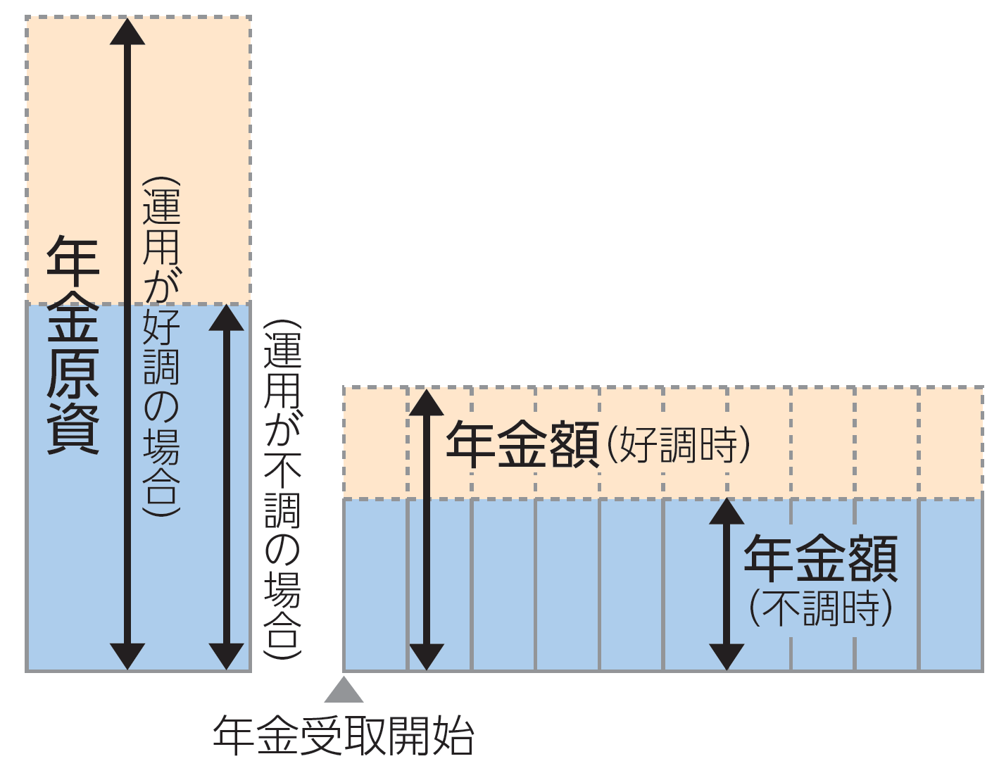 年金原資
(運用が好調の場合)
(運用が不調の場合)
年金額(好調時)
年金額
(不調時)
年金受取開始